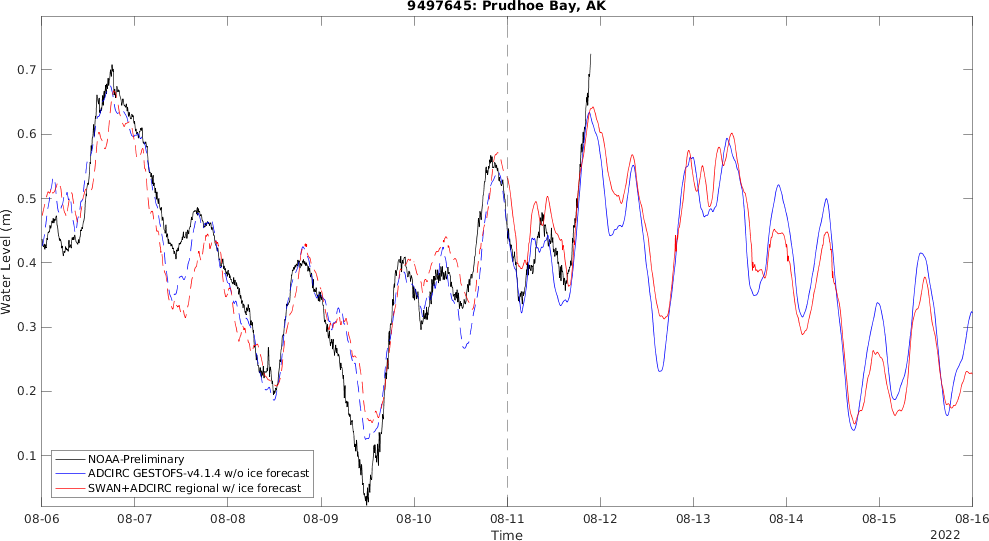 9497645: Prudhoe Bay, AK
0.7
0.6
0.5
0.4
0.3
0.2
0.1
Water Level (m)
NOAA-Preliminary
ADCIRC GESTOFS-v4.1.4 w/o ice forecast
SWAN+ADCIRC regional w/ ice forecast
08-06 08-07 08-08 08-09 08-10 08-11 08-12 08-13 08-14 08-15 08-16
Time
2022